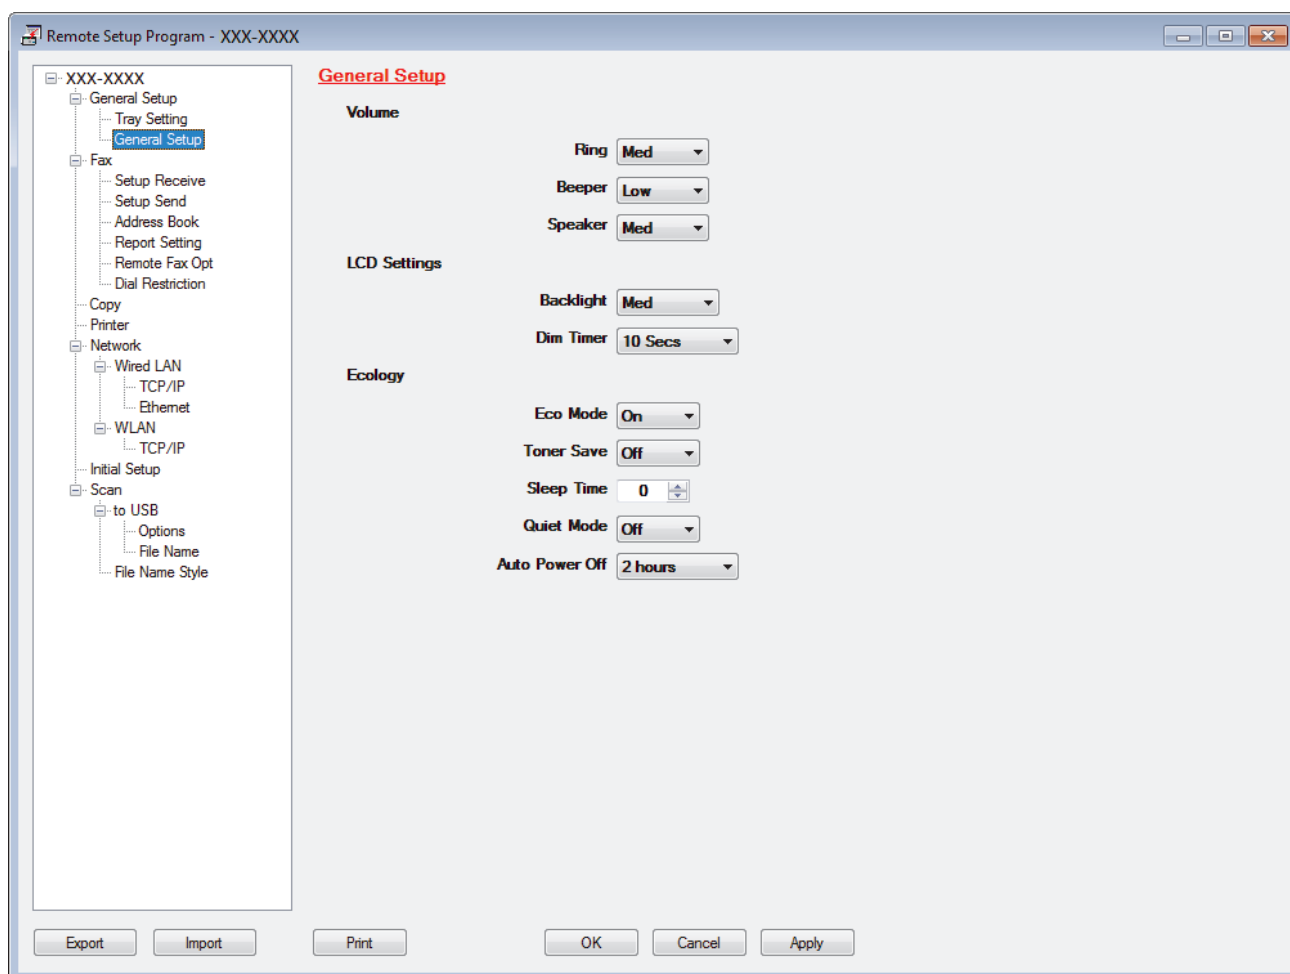 Remote Setup Program - XXX-XXXX
XXX-XXXX
General Setup
Tray Setting
General Setup
Fax
Setup Receive
Setup Send
Address Book
Report Setting
Remote Fax Opt
Dial Restriction
Copy
Printer
Network
Wired LAN
TCP/IP
Ethernet
WLAN
TCP/IP
Initial Setup
Scan
to USB
Options
File Name
File Name Style
General Setup
Volume
Ring Med
Beeper Low
Speaker Med
LCD Settings
Backlight Med
Dim Timer 10 Secs
Ecology
Eco Mode On
Toner Save Off
Sleep Time 0
Quiet Mode Off
Auto Power Off 2 hours
Export Import Print OK Cancel Apply